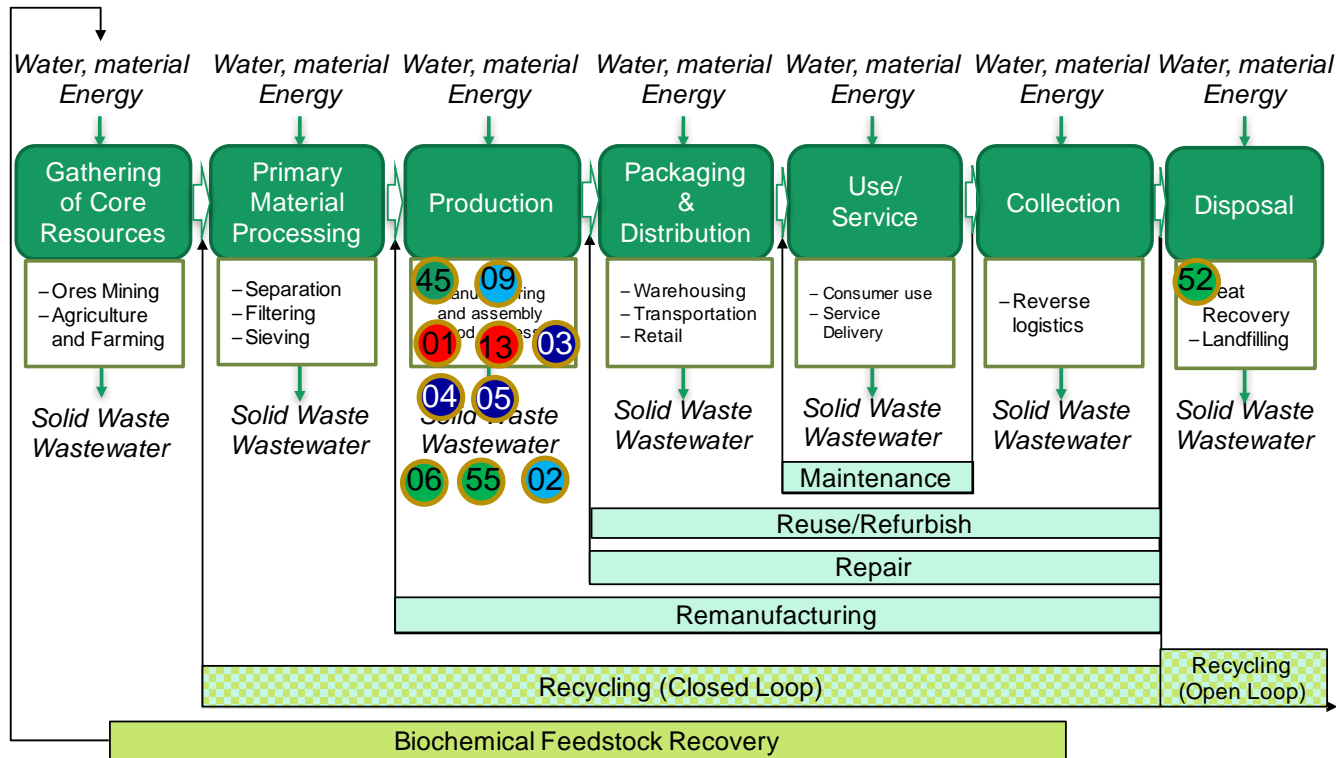 Water, material
Energy
Water, material
Energy
Water, material
Energy
Water, material
Energy
Water, material
Energy
Water, material
Energy
Water, material
Energy
Gathering
of Core
Resources
Primary
Material
Processing
Production
Packaging
&
Distribution
Use/
Service
Collection
Disposal
– Ores Mining
– Agriculture
and Farming
– Separation
– Filtering
– Sieving
45
09
and assembly
01
13
03
04
05
– Warehousing
– Transportation
– Retail
– Consumer use
– Service
Delivery
– Reverse
logistics
52
Recovery
– Landfilling
Solid Waste
Wastewater
Solid Waste
Wastewater
Solid Waste
Wastewater
06
55
02
Solid Waste
Wastewater
Solid Waste
Wastewater
Solid Waste
Wastewater
Maintenance
Reuse/Refurbish
Repair
Remanufacturing
Recycling (Closed Loop)
Recycling
(Open Loop)
Biochemical Feedstock Recovery